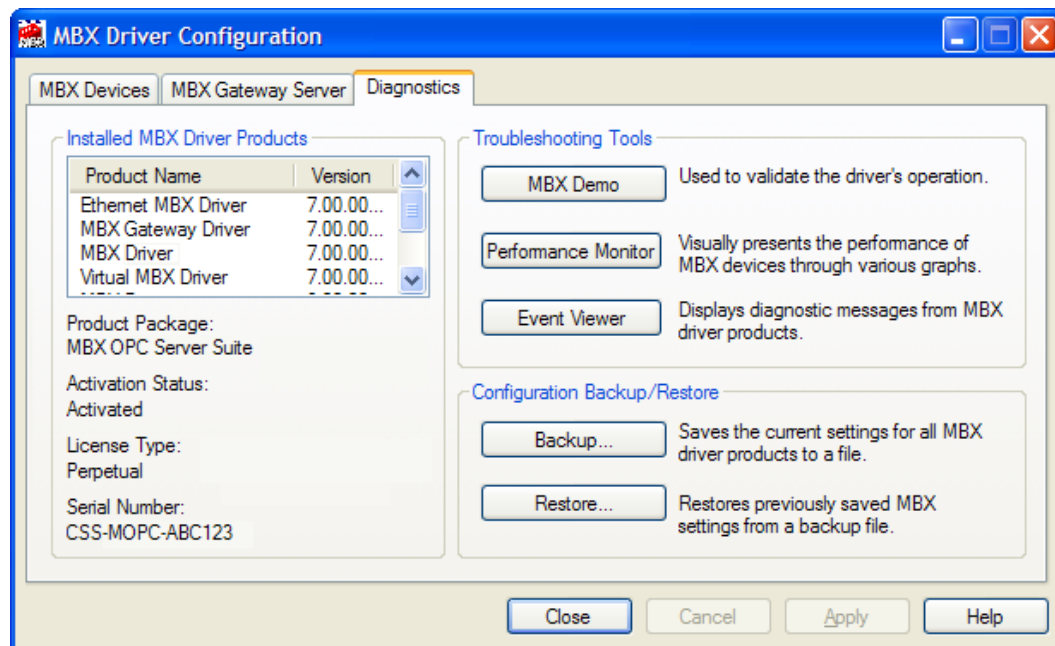 MBX Driver Configuration
MBX Devices
MBX Gateway Server
Diagnostics
Installed MBX Driver Products
Product Name Version
Ethernet MBX Driver 7.00.00...
MBX Gateway Driver 7.00.00...
MBX Driver 7.00.00...
Virtual MBX Driver 7.00.00...
Product Package:
MBX OPC Server Suite
Activation Status:
Activated
License Type:
Perpetual
Serial Number:
CSS-MOPC-ABC123
Troubleshooting Tools
MBX Demo
Used to validate the driver's operation.
Performance Monitor
Visually presents the performance of
MBX devices through various graphs.
Event Viewer
Displays diagnostic messages from MBX
driver products.
Configuration Backup/Restore
Backup...
Saves the current settings for all MBX
driver products to a file.
Restore...
Restores previously saved MBX
settings from a backup file.
Close
Cancel
Apply
Help